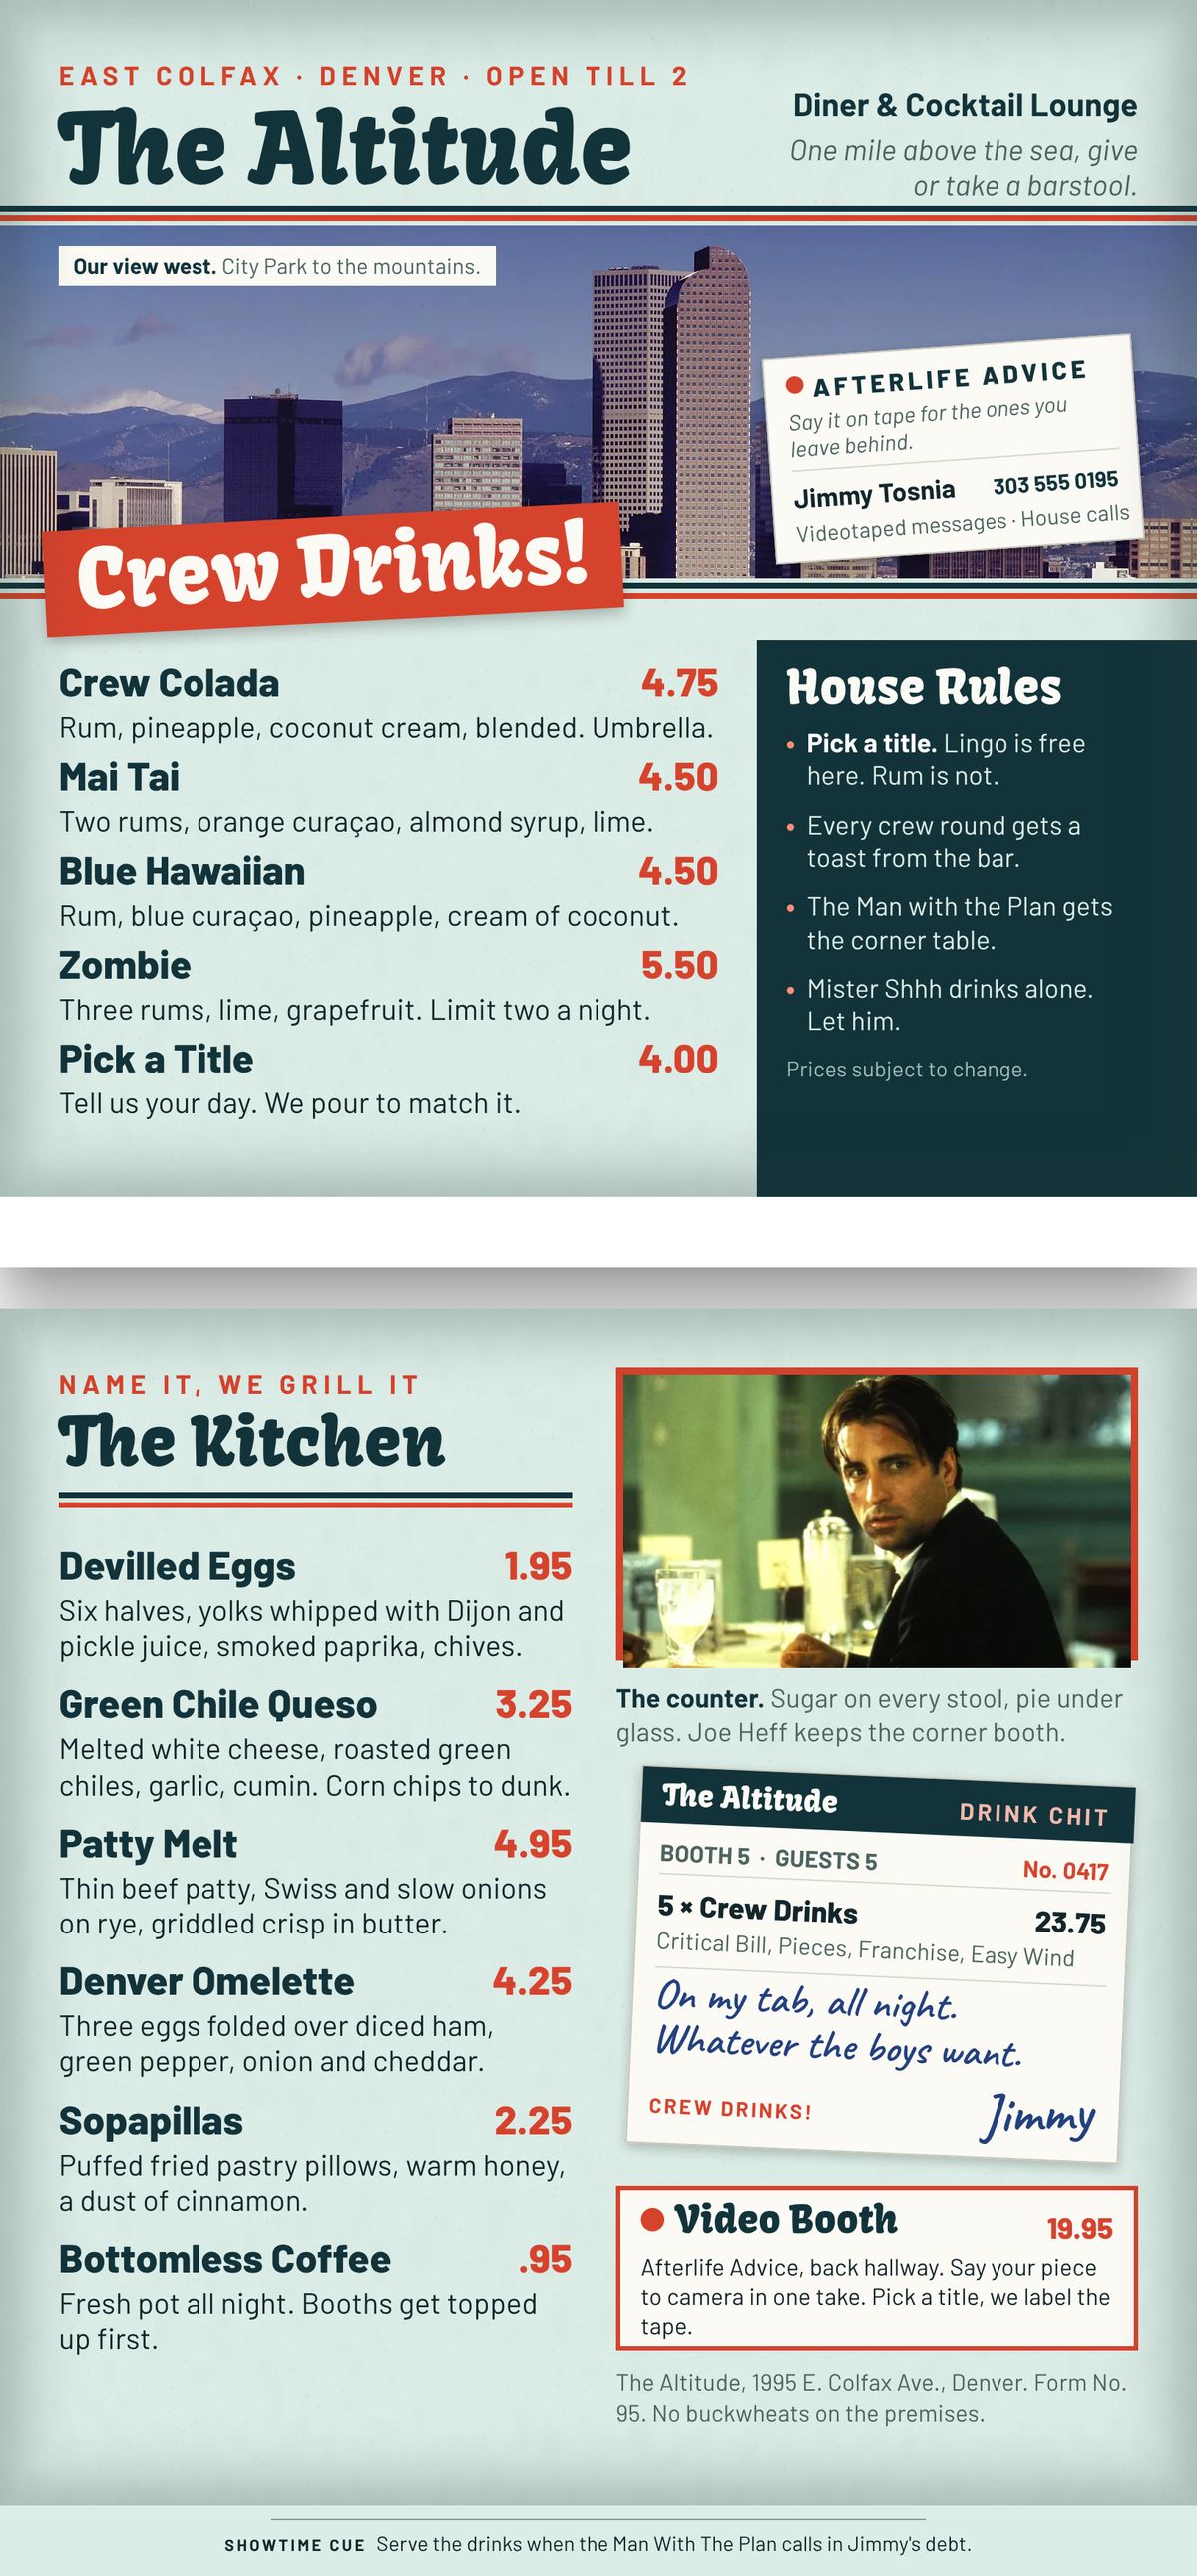 EAST COLFAX · DENVER · OPEN TILL 2
The Altitude
Diner & Cocktail Lounge
One mile above the sea, give
or take a barstool.
Our view west. City Park to the mountains.
AFTERLIFE ADVICE
Say it on tape for the ones you
leave behind.
Jimmy Tosnia 303 555 0195
Videotaped messages · House calls
Crew Drinks!
Crew Colada 4.75
Rum, pineapple, coconut cream, blended. Umbrella.
Mai Tai 4.50
Two rums, orange curaçao, almond syrup, lime.
Blue Hawaiian 4.50
Rum, blue curaçao, pineapple, cream of coconut.
Zombie 5.50
Three rums, lime, grapefruit. Limit two a night.
Pick a Title 4.00
Tell us your day. We pour to match it.
House Rules
• Pick a title. Lingo is free
here. Rum is not.
• Every crew round gets a
toast from the bar.
• The Man with the Plan gets
the corner table.
• Mister Shhh drinks alone.
Let him.
Prices subject to change.
NAME IT, WE GRILL IT
The Kitchen
Devilled Eggs 1.95
Six halves, yolks whipped with Dijon and
pickle juice, smoked paprika, chives.
Green Chile Queso 3.25
Melted white cheese, roasted green
chiles, garlic, cumin. Corn chips to dunk.
Patty Melt 4.95
Thin beef patty, Swiss and slow onions
on rye, griddled crisp in butter.
Denver Omelette 4.25
Three eggs folded over diced ham,
green pepper, onion and cheddar.
Sopapillas 2.25
Puffed fried pastry pillows, warm honey,
a dust of cinnamon.
Bottomless Coffee .95
Fresh pot all night. Booths get topped
up first.
The counter. Sugar on every stool, pie under
glass. Joe Heff keeps the corner booth.
The Altitude DRINK CHIT
BOOTH 5 · GUESTS 5 No. 0417
5 × Crew Drinks 23.75
Critical Bill, Pieces, Franchise, Easy Wind
On my tab, all night.
Whatever the boys want.
CREW DRINKS! Jimmy
Video Booth 19.95
Afterlife Advice, back hallway. Say your piece
to camera in one take. Pick a title, we label the
tape.
The Altitude, 1995 E. Colfax Ave., Denver. Form No.
95. No buckwheats on the premises.
SHOWTIME CUE Serve the drinks when the Man With The Plan calls in Jimmy's debt.